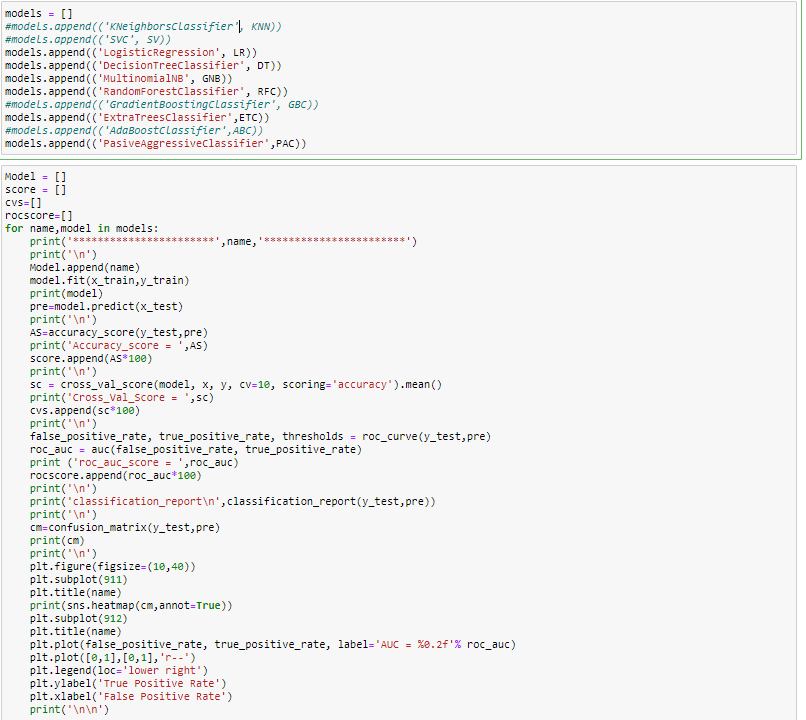 models = []
#models.append(('KNeighborsClassifier', KNN))
#models.append(('SVC', SV))
models.append(('LogisticRegression', LR))
models.append(('DecisionTreeClassifier', DT))
models.append(('MultinomialNB', GNB))
models.append(('RandomForestClassifier', RFC))
#models.append(('GradientBoostingClassifier', GBC))
models.append(('ExtraTreesClassifier',ETC))
#models.append(('AdaBoostClassifier',ABC))
models.append(('PasiveAggressiveClassifier',PAC))
Model = []
score = []
cvs=[]
rocscore=[]
for name,model in models:
    print('***********************',name,'***********************')
    print('\n')
    Model.append(name)
    model.fit(x_train,y_train)
    print(model)
    pre=model.predict(x_test)
    print('\n')
    AS=accuracy_score(y_test,pre)
    print('Accuracy_score = ',AS)
    score.append(AS*100)
    print('\n')
    sc = cross_val_score(model, x, y, cv=10, scoring='accuracy').mean()
    print('Cross_Val_Score = ',sc)
    cvs.append(sc*100)
    print('\n')
    false_positive_rate, true_positive_rate, thresholds = roc_curve(y_test,pre)
    roc_auc = auc(false_positive_rate, true_positive_rate)
    print ('roc_auc_score = ',roc_auc)
    rocscore.append(roc_auc*100)
    print('\n')
    print('classification_report\n',classification_report(y_test,pre))
    print('\n')
    cm=confusion_matrix(y_test,pre)
    print(cm)
    print('\n')
    plt.figure(figsize=(10,40))
    plt.subplot(911)
    plt.title(name)
    print(sns.heatmap(cm,annot=True))
    plt.subplot(912)
    plt.title(name)
    plt.plot(false_positive_rate, true_positive_rate, label='AUC = %0.2f'% roc_auc)
    plt.plot([0,1],[0,1],'r--')
    plt.legend(loc='lower right')
    plt.ylabel('True Positive Rate')
    plt.xlabel('False Positive Rate')
    print('\n\n')